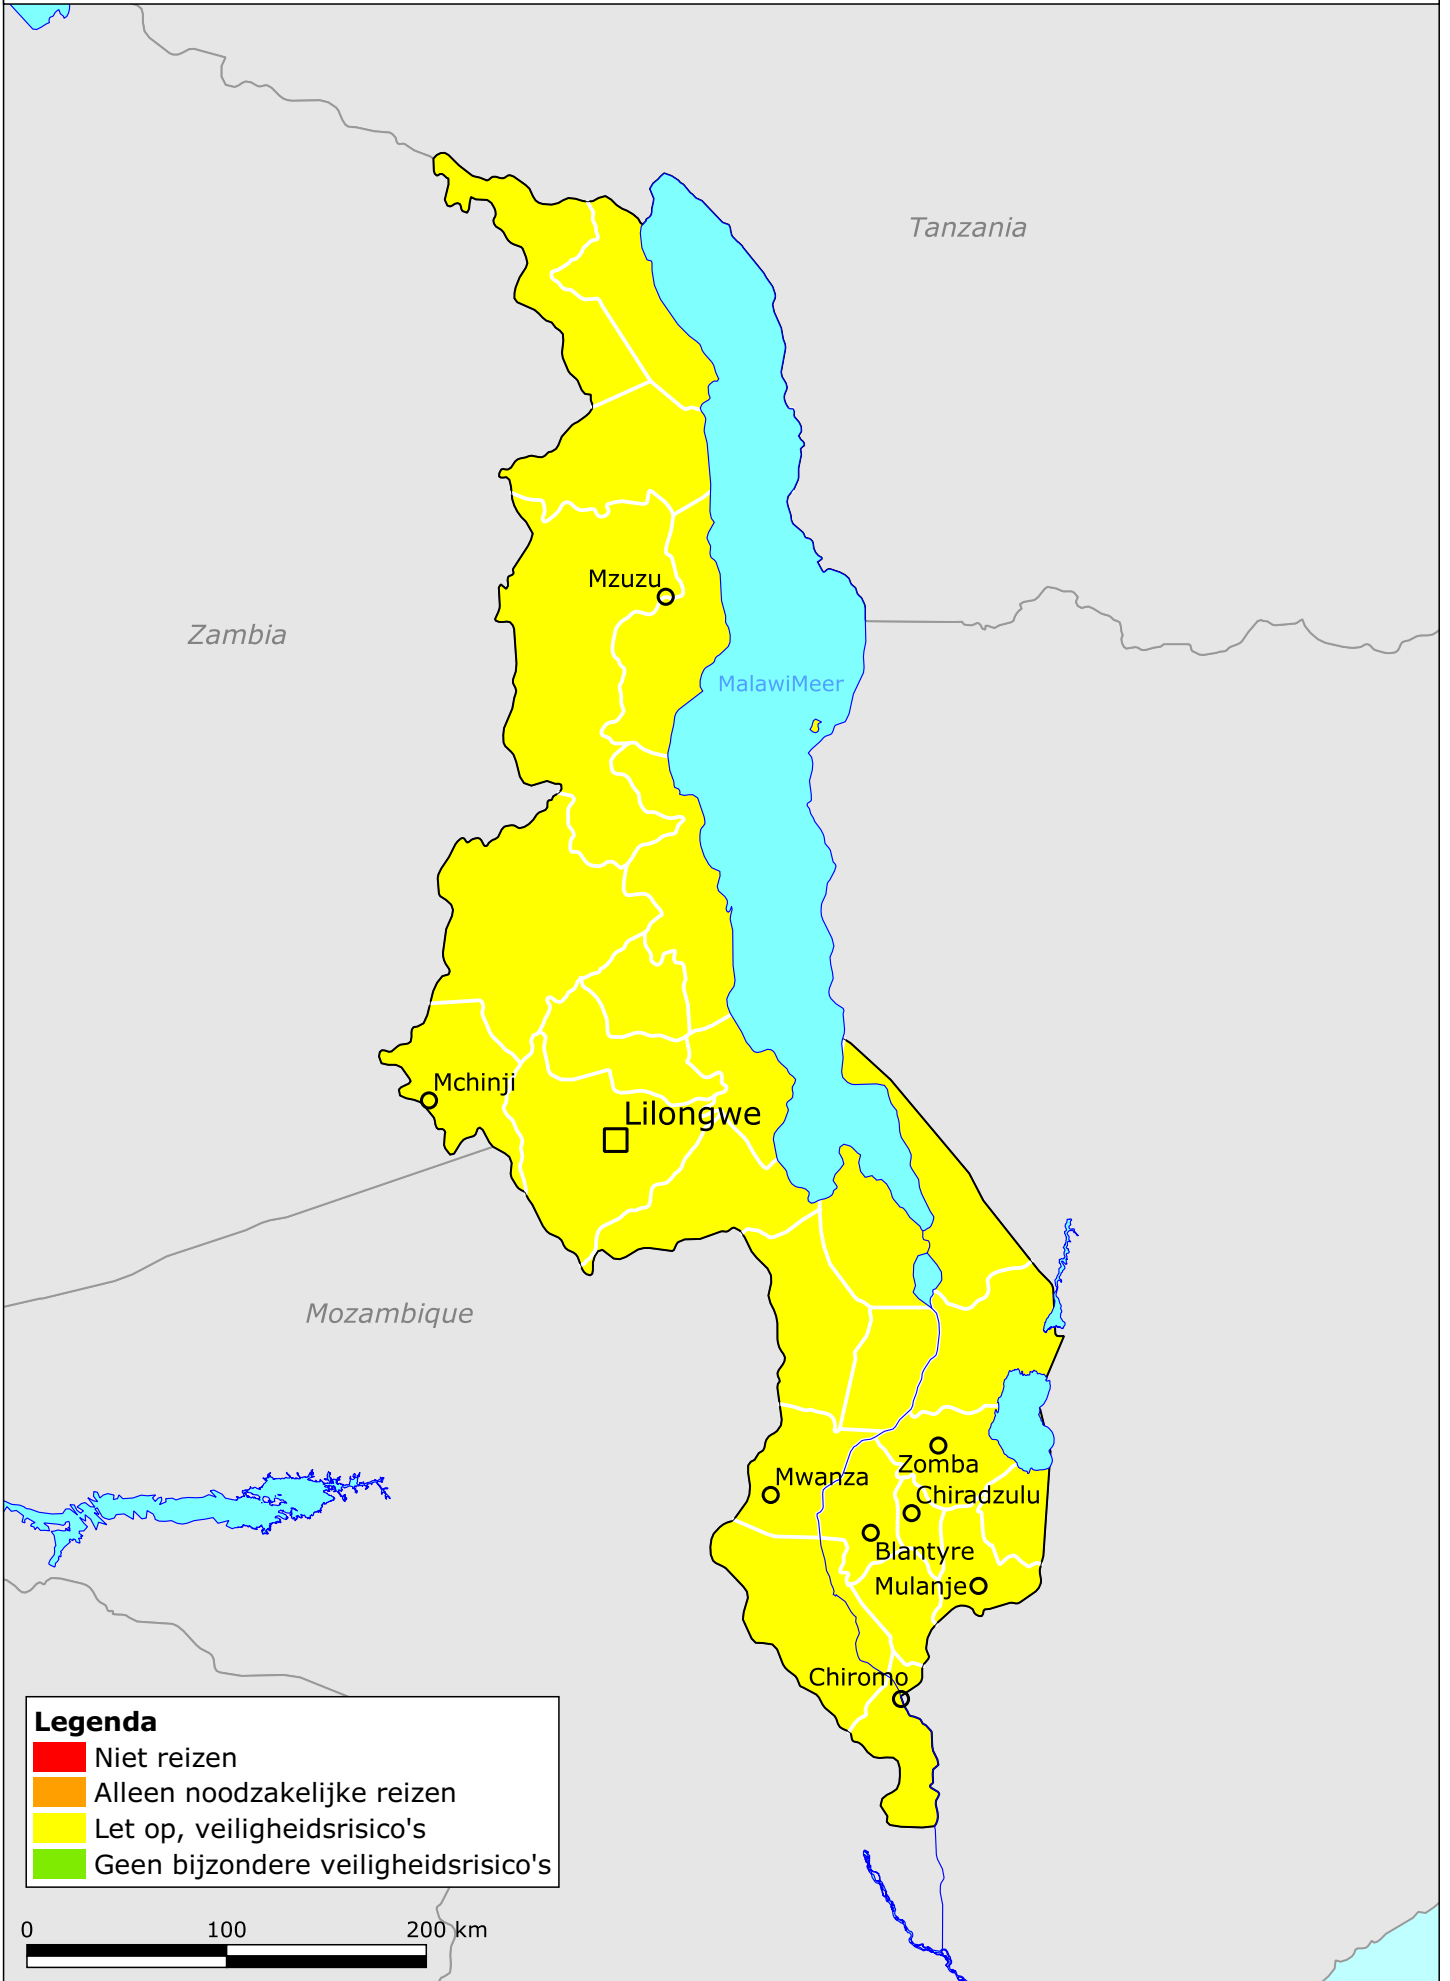 Tanzania
Mzuzu
Zambia
MalawiMeer
Mchinji
Lilongwe
Mozambique
Zomba
Mwanza
Chiradzulu
Blantyre
Mulanje
Chiromo
Legenda
Niet reizen
Alleen noodzakelijke reizen
Let op, veiligheidsrisico's
Geen bijzondere veiligheidsrisico's
0 100 200 km